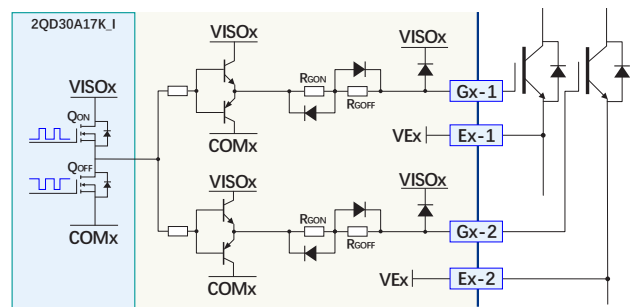 2QD30A17K_I
VISOx
QON
QOFF
COMx
VISOx
RGON
RGOFF
COMx
VISOx
Gx-1
VEx
Ex-1
VISOx
RGON
RGOFF
COMx
VISOx
Gx-2
VEx
Ex-2